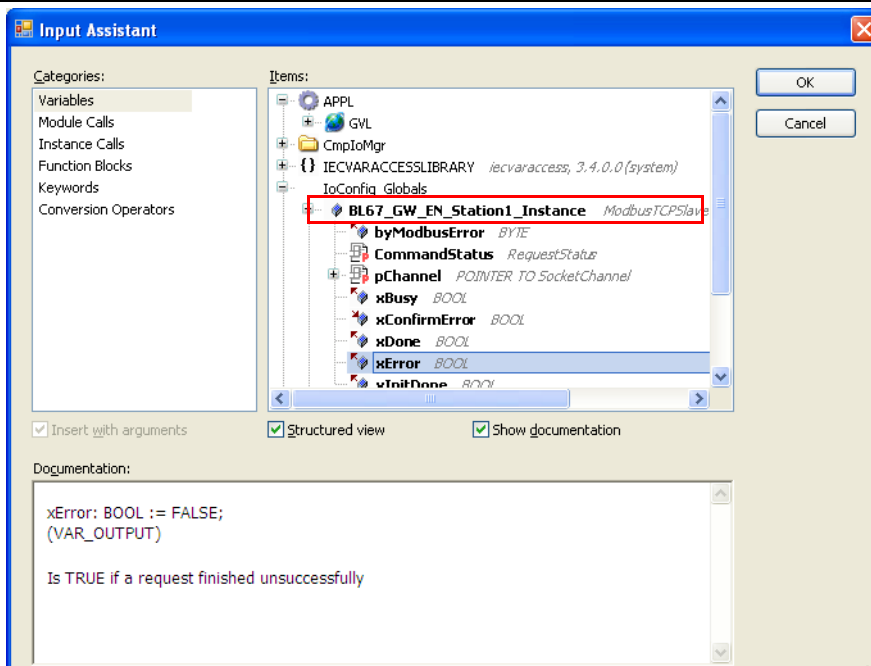 Input Assistant
Categories:
Variables
Module Calls
Instance Calls
Function Blocks
Keywords
Conversion Operators
Items:
APPL
GVL
CmpIoMgr
{} IECVARACCESSLIBRARY iecvaraccess, 3.4.0.0 (system)
IoConfig_Globals
BL67_GW_EN_Station1_Instance ModbusTCPSlave
byModbusError BYTE
CommandStatus RequestStatus
pChannel POINTER TO SocketChannel
xBusy BOOL
xConfirmError BOOL
xDone BOOL
xError BOOL
xInitDone BOOL
OK
Cancel
Insert with arguments
Structured view
Show documentation
Documentation:
xError: BOOL := FALSE;
(VAR_OUTPUT)
Is TRUE if a request finished unsuccessfully